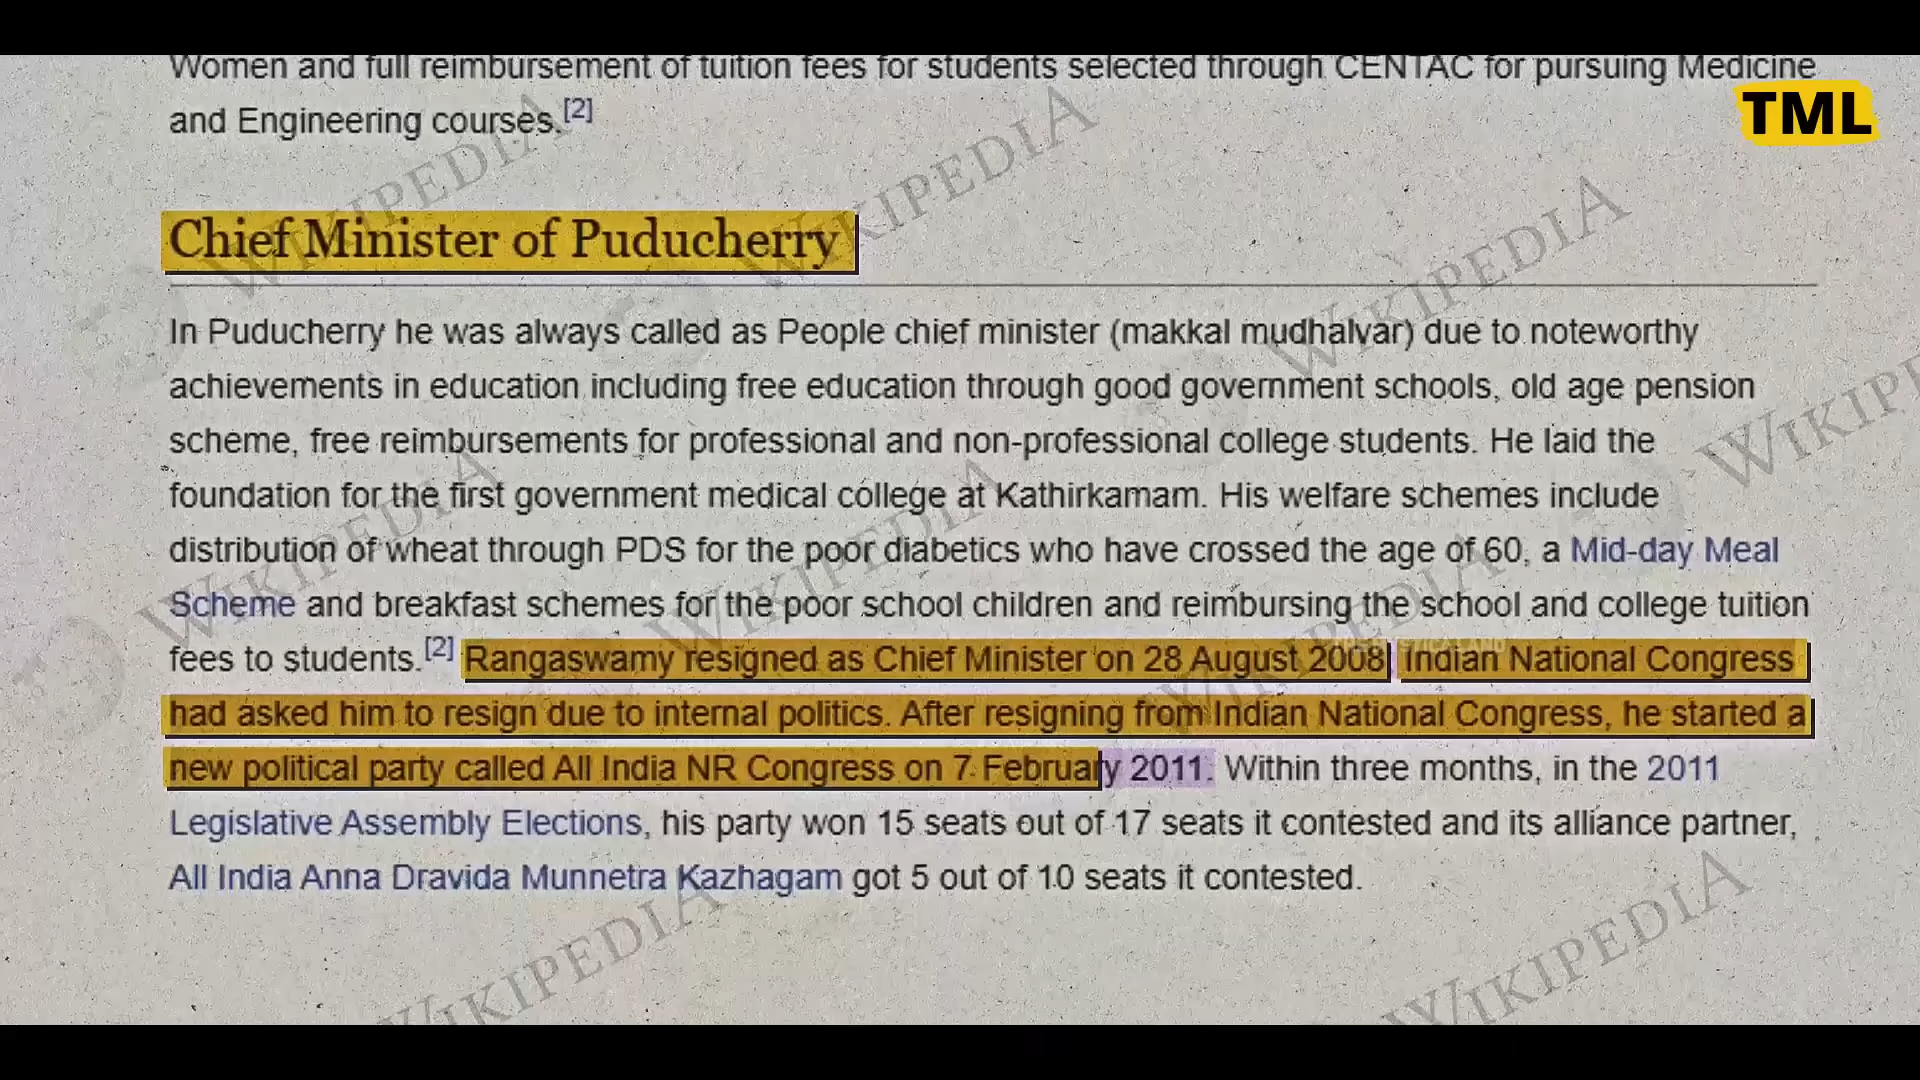 Women and full reimbursement of tuition fees for students selected through CENTAC for pursuing Medicine
and Engineering courses.[2]
TML
Chief Minister of Puducherry
In Puducherry he was always called as People chief minister (makkal mudhalvar) due to noteworthy
achievements in education including free education through good government schools, old age pension
scheme, free reimbursements for professional and non-professional college students. He laid the
foundation for the first government medical college at Kathirkamam. His welfare schemes include
distribution of wheat through PDS for the poor diabetics who have crossed the age of 60, a Mid-day Meal
Scheme and breakfast schemes for the poor school children and reimbursing the school and college tuition
fees to students.[2] Rangaswamy resigned as Chief Minister on 28 August 2008 Indian National Congress
had asked him to resign due to internal politics. After resigning from Indian National Congress, he started a
new political party called All India NR Congress on 7 February 2011. Within three months, in the 2011
Legislative Assembly Elections, his party won 15 seats out of 17 seats it contested and its alliance partner,
All India Anna Dravida Munnetra Kazhagam got 5 out of 10 seats it contested.
WIKIPEDIA
WIKIPEDIA
WIKIPEDIA
WIKIPEDIA
WIKIPEDIA
WIKIPEDIA
WIKIPEDIA
WIKIPEDIA